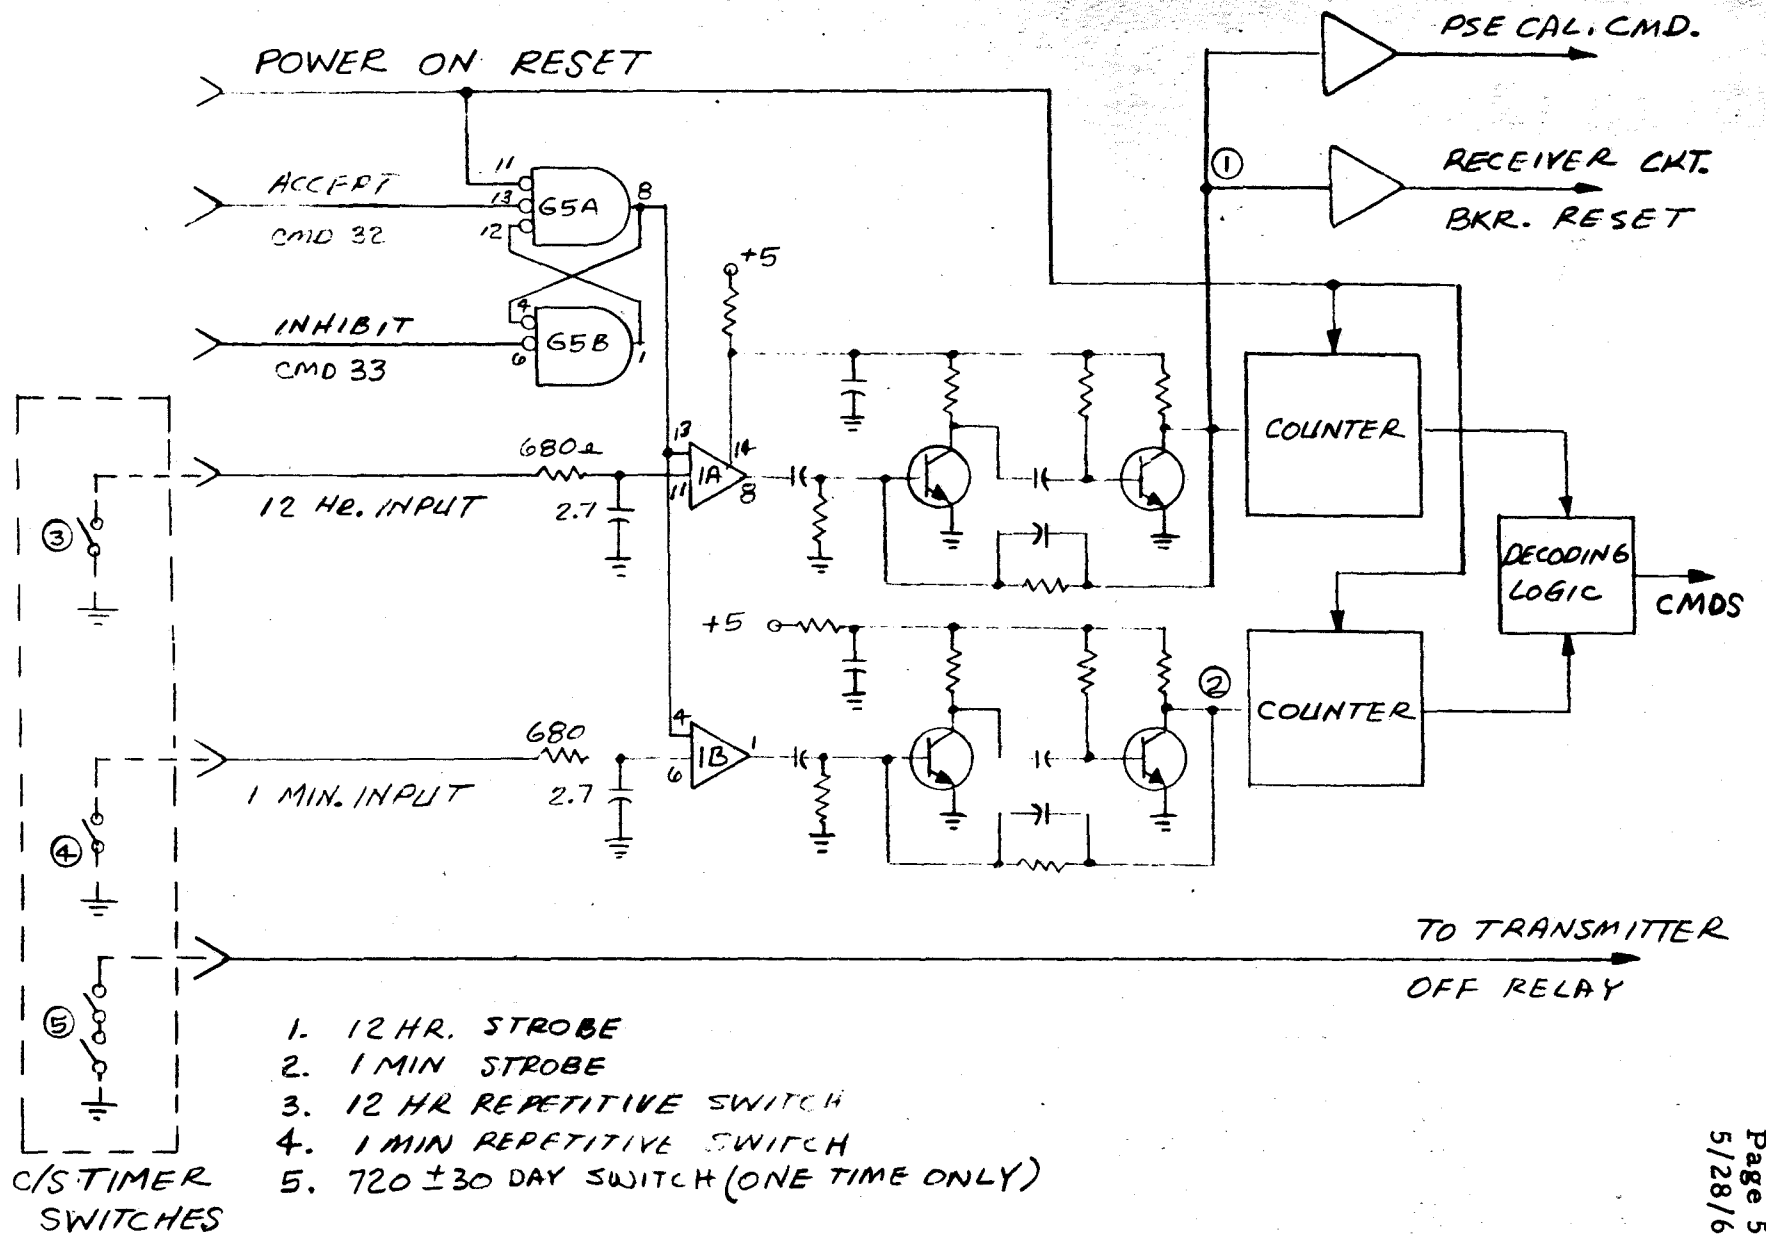 POWER ON RESET
PSE CAL. CMD.
RECEIVER CKT.
BKR. RESET
1
ACCEPT
CMD 32
11
13
12
G5A
8
INHIBIT
CMD 33
4
6
G5B
1
+5
12 HR. INPUT
680Ω
2.7
13
11
1A
14
8
COUNTER
DECODING
LOGIC
CMDS
3
+5
1 MIN. INPUT
680
2.7
4
6
1B
1
2
COUNTER
4
5
TO TRANSMITTER
OFF RELAY
1. 12 HR. STROBE
2. 1 MIN STROBE
3. 12 HR REPETITIVE SWITCH
4. 1 MIN REPETITIVE SWITCH
5. 720 ±30 DAY SWITCH (ONE TIME ONLY)
C/S TIMER
SWITCHES
Page 5
5/28/6